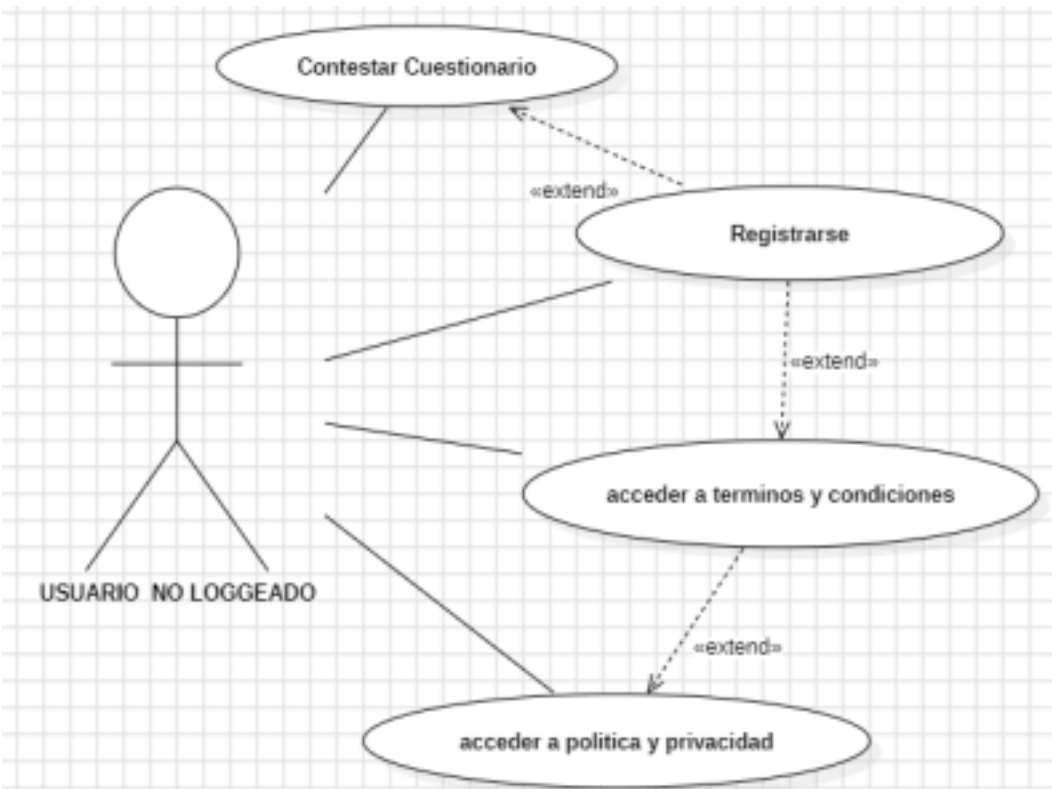 Contestar Cuestionario
«extend»
Registrarse
«extend»
acceder a terminos y condiciones
USUARIO NO LOGGEADO
«extend»
acceder a politica y privacidad